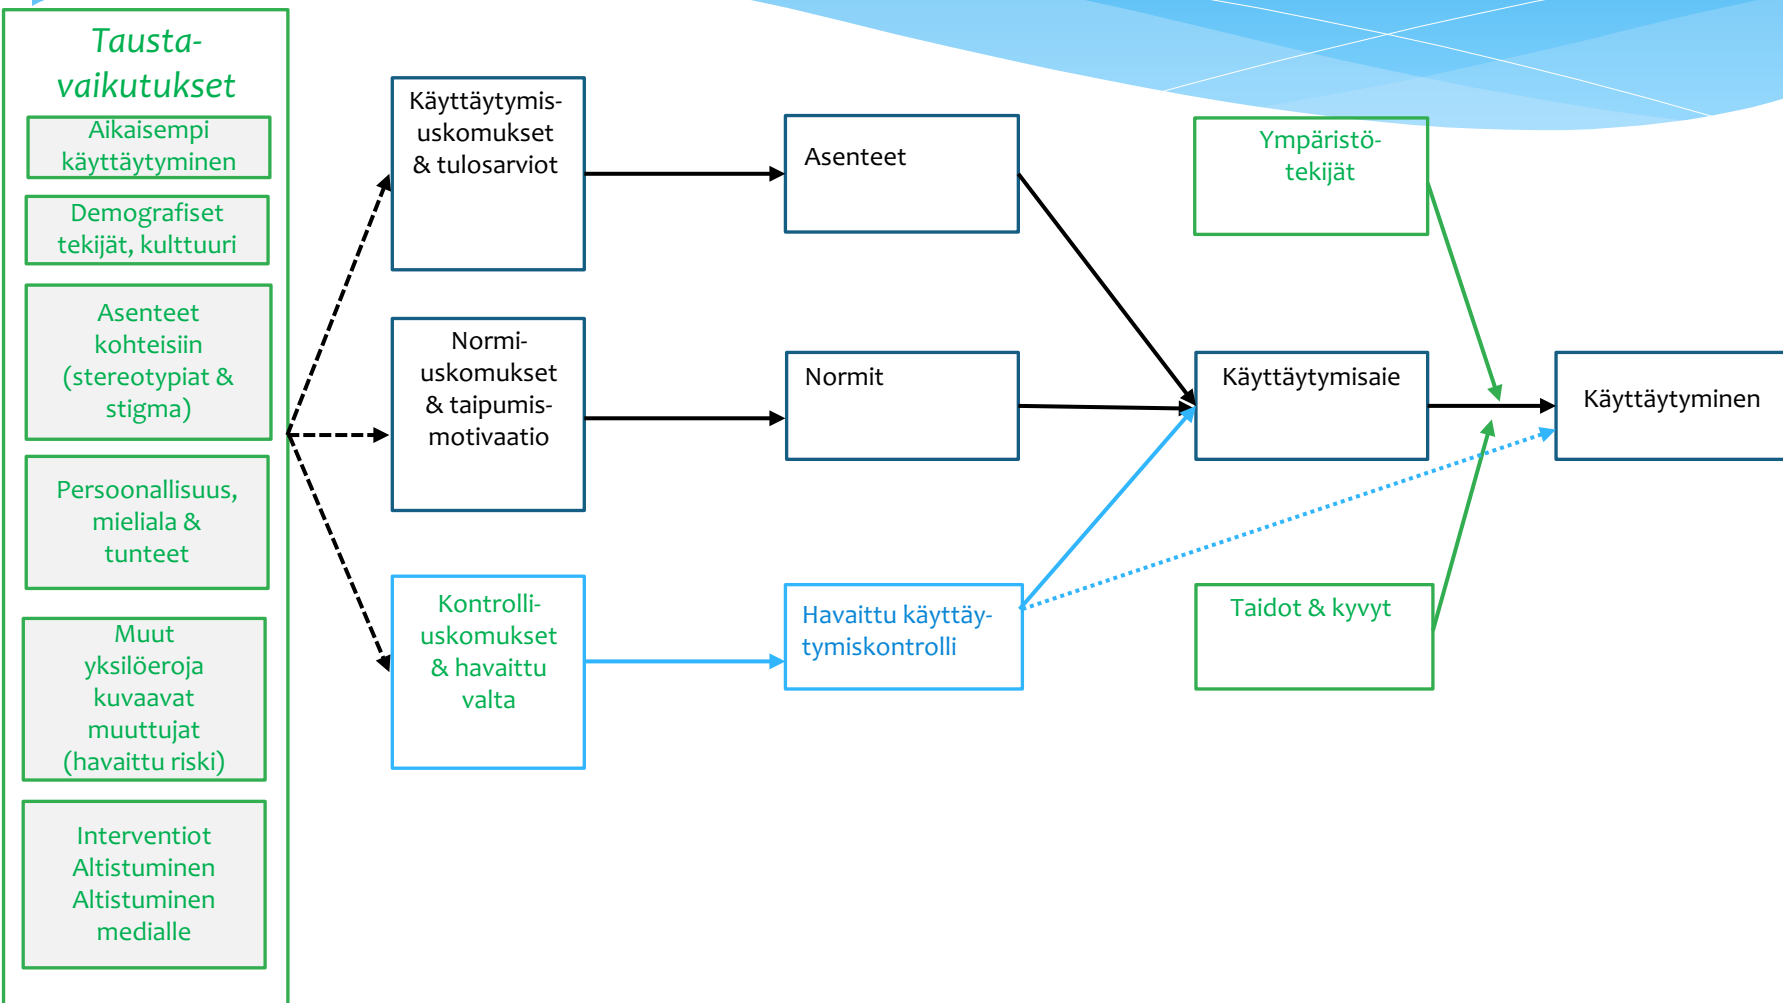 Tausta-
vaikutukset
Aikaisempi
käyttäytyminen
Demografiset
tekijät, kulttuuri
Asenteet
kohteisiin
(stereotypiat &
stigma)
Persoonallisuus,
mieliala &
tunteet
Muut
yksilöeroja
kuvaavat
muuttujat
(havaittu riski)
Interventiot
Altistuminen
Altistuminen
medialle
Käyttäytymis-
uskomukset
& tulosarviot
Normi-
uskomukset
& taipumis-
motivaatio
Kontrolli-
uskomukset
& havaittu
valta
Asenteet
Normit
Havaittu käyttäy-
tymiskontrolli
Ympäristö-
tekijät
Käyttäytymisaie
Taidot & kyvyt
Käyttäytyminen